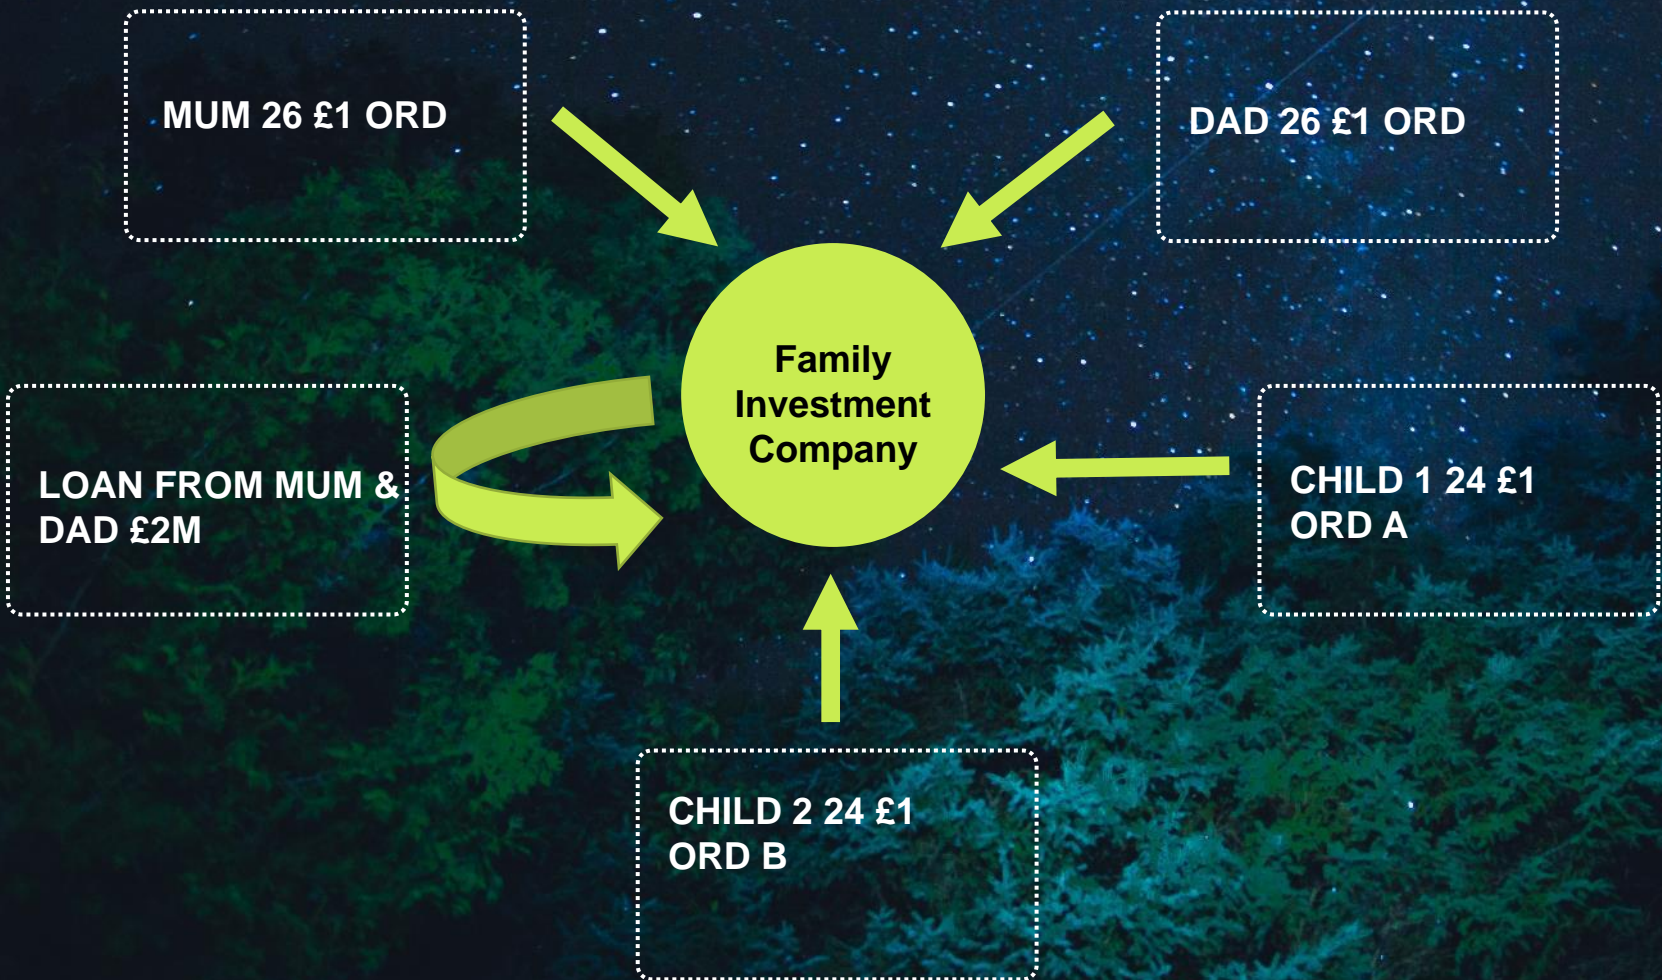 MUM 26 £1 ORD
DAD 26 £1 ORD
Family
Investment
Company
LOAN FROM MUM &
DAD £2M
CHILD 1 24 £1
ORD A
CHILD 2 24 £1
ORD B